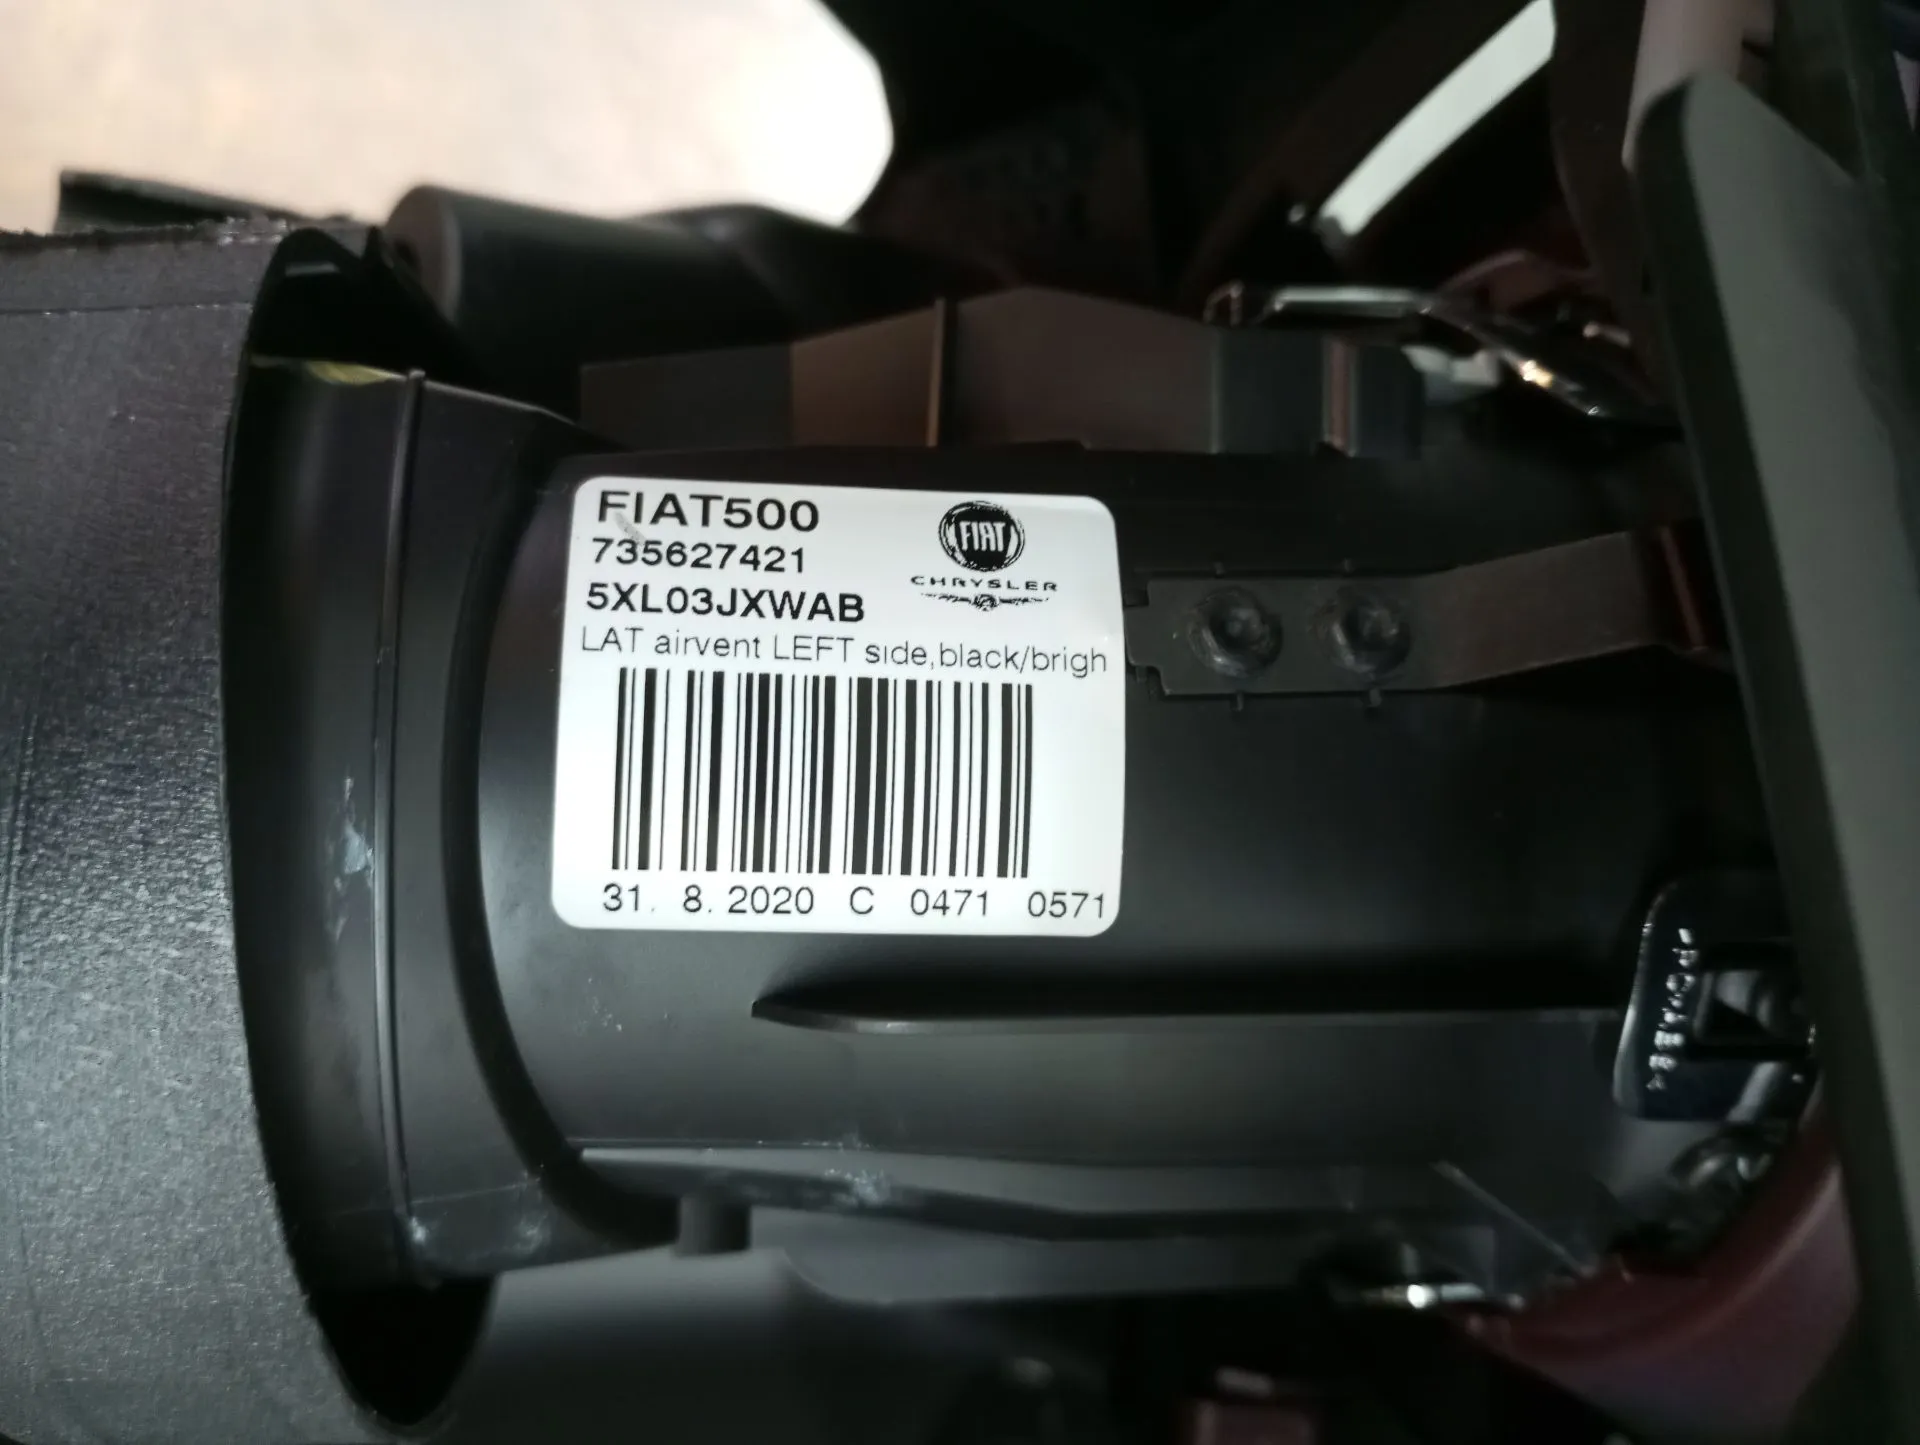 FIAT500
735627421
FIAT
CHRYSLER
5XL03JXWAB
LAT airvent LEFT side,black/brigh
31. 8. 2020 C 0471 0571